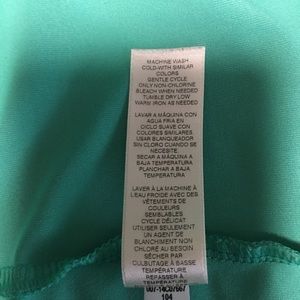 MACHINE WASH
COLD-WITH SIMILAR
COLORS
GENTLE CYCLE
ONLY NON-CHLORINE
BLEACH WHEN NEEDED
TUMBLE DRY LOW
WARM IRON AS NEEDED
LAVAR A MÁQUINA CON
AGUA FRIA EN
CICLO SUAVE CON
COLORES SIMILARES.
USAR BLANQUEADOR
SIN CLORO CUANDO SE
NECESITE.
SECAR A MÁQUINA A
BAJA TEMPERATURA
PLANCHAR A BAJA
TEMPERATURA
LAVER À LA MACHINE À
L'EAU FROIDE AVEC DES
VÊTEMENTS DE
COULEURS
SEMBLABLES
CYCLE DÉLICAT
UTILISER SEULEMENT
UN AGENT DE
BLANCHIMENT NON
CHLORÉ AU BESOIN
SÉCHER PAR
CULBUTAGE À BASSE
TEMPÉRATURE
REPASSER À
TEMPÉRATURE
104